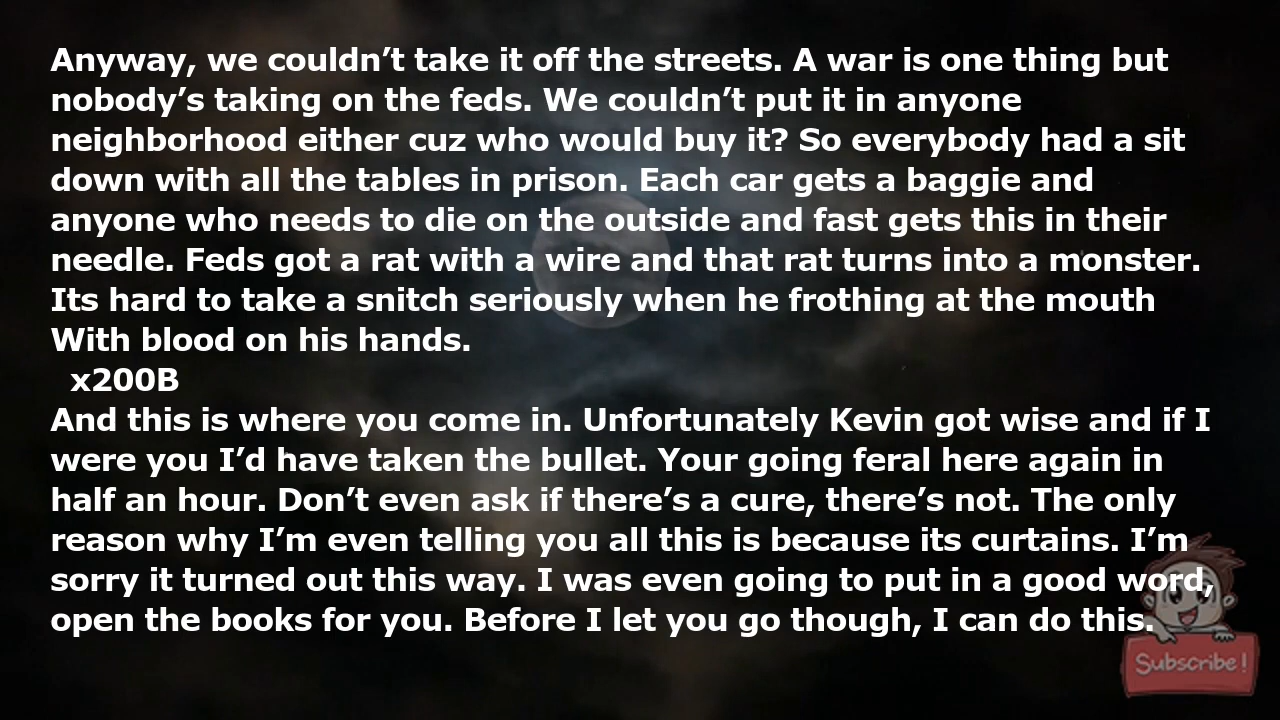 Anyway, we couldn’t take it off the streets. A war is one thing but
nobody’s taking on the feds. We couldn’t put it in anyone
neighborhood either cuz who would buy it? So everybody had a sit
down with all the tables in prison. Each car gets a baggie and
anyone who needs to die on the outside and fast gets this in their
needle. Feds got a rat with a wire and that rat turns into a monster.
Its hard to take a snitch seriously when he frothing at the mouth
With blood on his hands.
x200B
And this is where you come in. Unfortunately Kevin got wise and if I
were you I’d have taken the bullet. Your going feral here again in
half an hour. Don’t even ask if there’s a cure, there’s not. The only
reason why I’m even telling you all this is because its curtains. I’m
sorry it turned out this way. I was even going to put in a good word,
open the books for you. Before I let you go though, I can do this.
Subscribe!